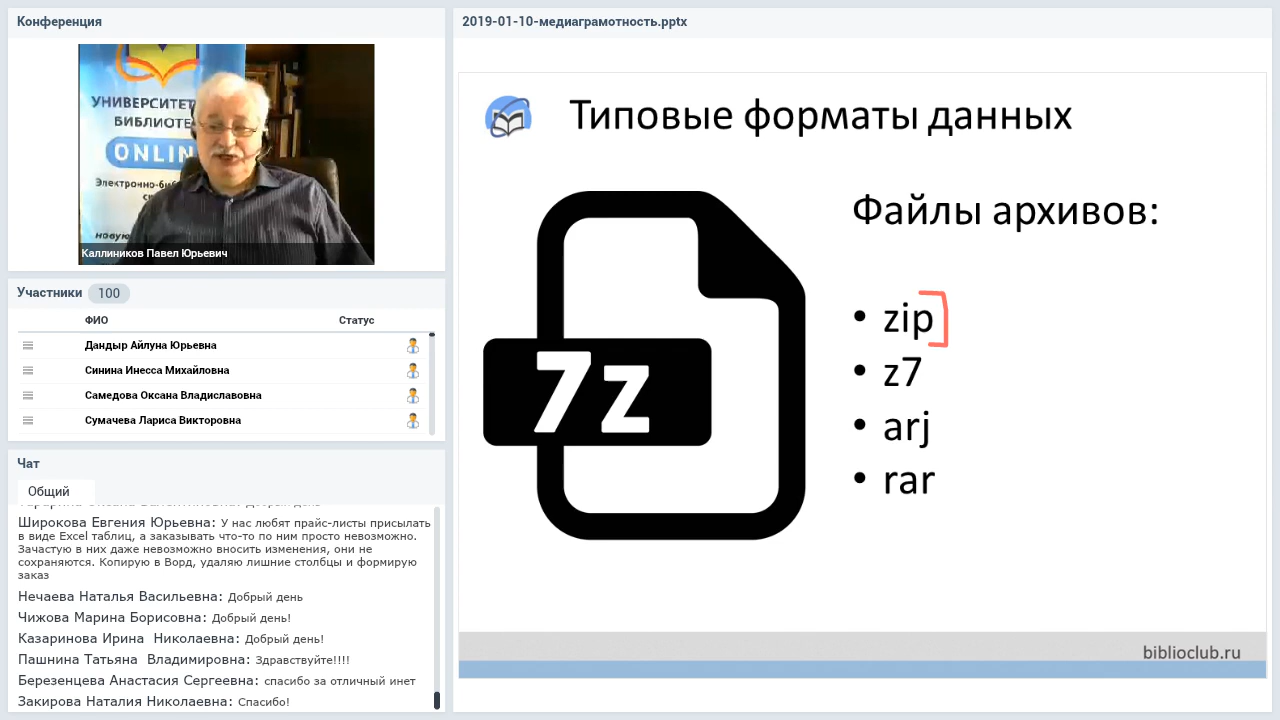 Конференция
УНИВЕРСИТЕТ
БИБЛИОТЕ
ONLIN
Электронно-биб
новую
Каллиников Павел Юрьевич
Участники 100
ФИО Статус
Дандыр Айлуна Юрьевна
Синина Инесса Михайловна
Самедова Оксана Владиславовна
Сумачева Лариса Викторовна
Чат
Общий
Широкова Евгения Юрьевна: У нас любят прайс-листы присылать
в виде Excel таблиц, а заказывать что-то по ним просто невозможно.
Зачастую в них даже невозможно вносить изменения, они не
сохраняются. Копирую в Ворд, удаляю лишние столбцы и формирую
заказ
Нечаева Наталья Васильевна: Добрый день
Чижова Марина Борисовна: Добрый день!
Казаринова Ирина Николаевна: Добрый день!
Пашнина Татьяна Владимировна: Здравствуйте!!!!
Березенцева Анастасия Сергеевна: спасибо за отличный инет
Закирова Наталия Николаевна: Спасибо!
2019-01-10-медиаграмотность.pptx
Типовые форматы данных
7z
Файлы архивов:
• zip
• z7
• arj
• rar
biblioclub.ru